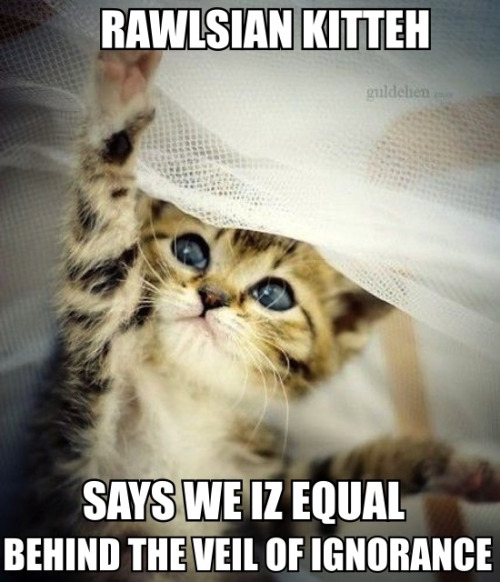 RAWLSIAN KITTEH
guldehen
SAYS WE IZ EQUAL
BEHIND THE VEIL OF IGNORANCE